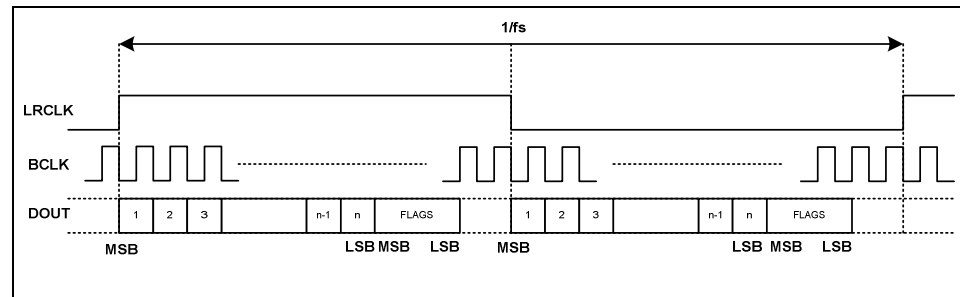 1/fs
LRCLK
BCLK
DOUT 1 2 3 n-1 n FLAGS 1 2 3 n-1 n FLAGS
MSB LSB MSB LSB MSB LSB MSB LSB